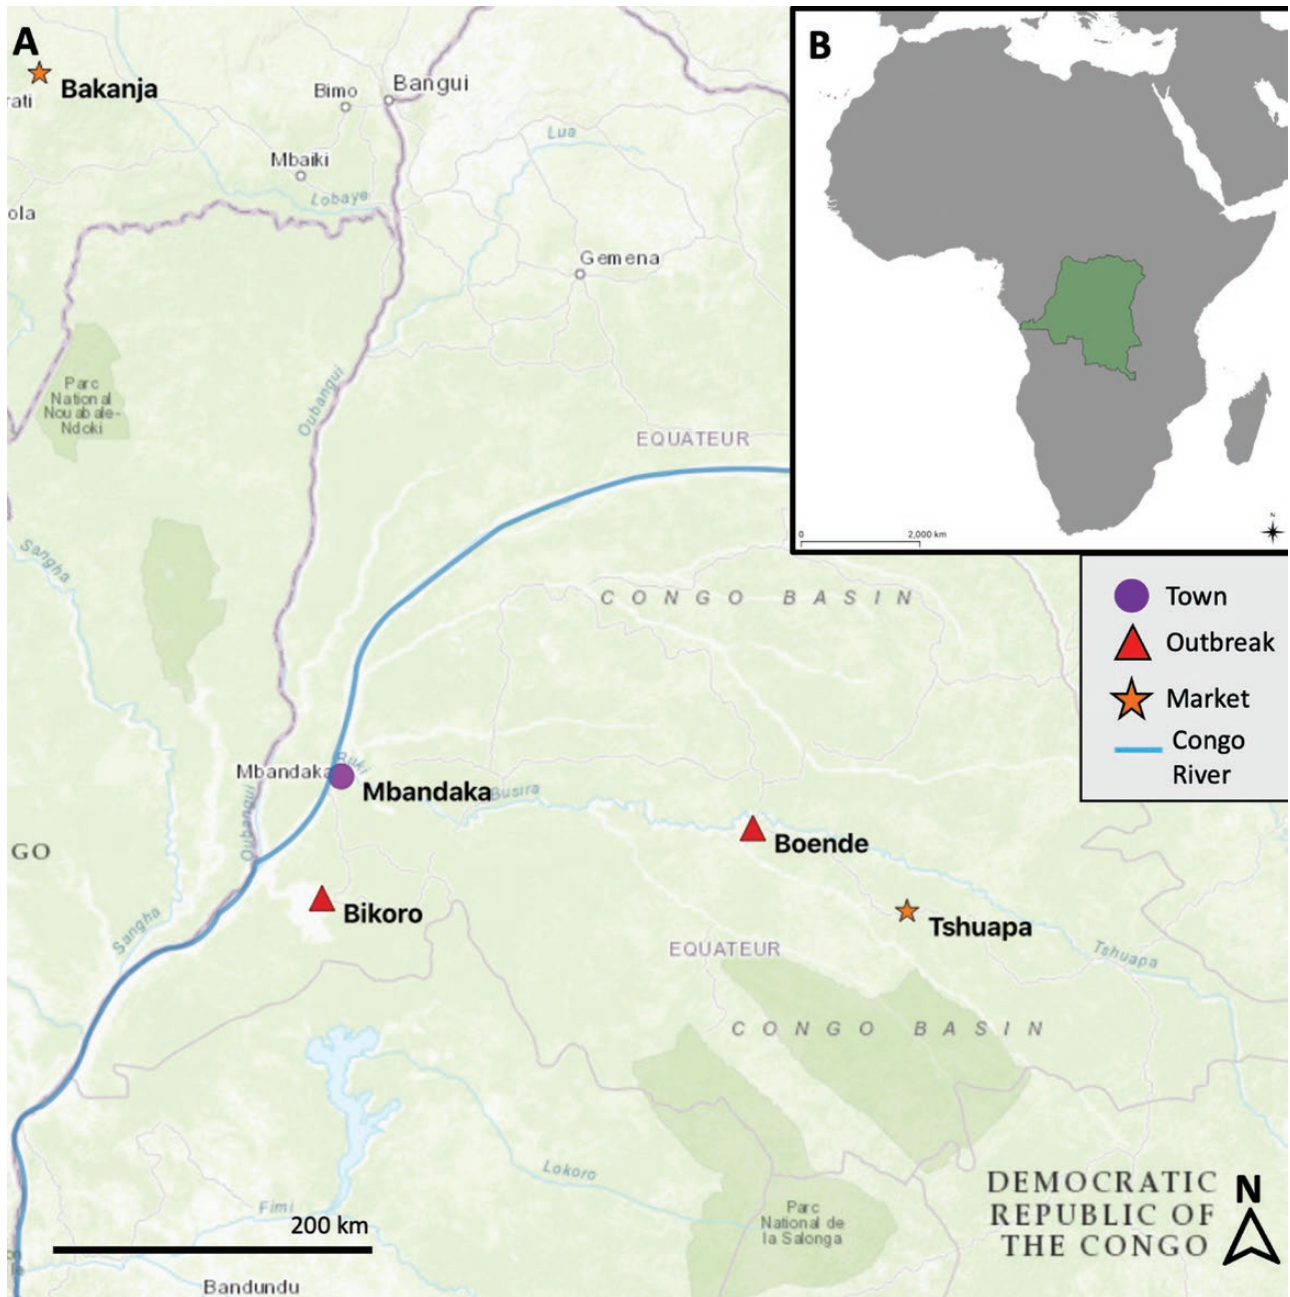 A
Bakanja
rati
Bimo
Bangui
Mbaiki
Lobaye
Lua
ola
Gemena
Parc
National
Nouabale-
Ndoki
Oubangui
EQUATEUR
Sangha
CONGO BASIN
Mbandaka
Ruki
Mbandaka
Busira
Oubangui
Boende
GO
Bikoro
Sangha
Tshuapa
EQUATEUR
Tshuapa
CONGO BASIN
Lokoro
Fimi
200 km
Parc
National de
la Salonga
DEMOCRATIC
REPUBLIC OF
THE CONGO
N
Bandundu
B
0
2,000 km
N
Town
Outbreak
Market
Congo
River